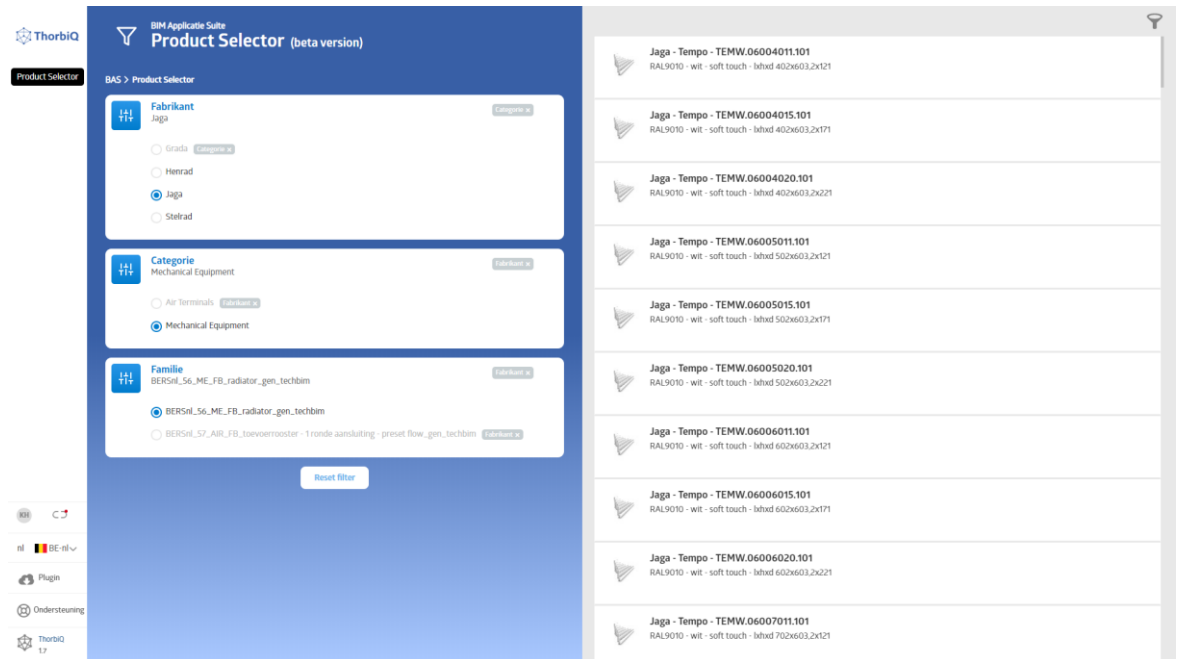 ThorbiQ
Product Selector
BIM Applicatie Suite
Product Selector (beta version)
BAS > Product Selector
Fabrikant
Categorie x
Jaga
Grada Categorie x
Henrad
Jaga
Stelrad
Categorie
Fabrikant x
Mechanical Equipment
Air Terminals Fabrikant x
Mechanical Equipment
Familie
Fabrikant x
BERSnl_56_ME_FB_radiator_gen_techbim
BERSnl_56_ME_FB_radiator_gen_techbim
BERSnl_57_AIR_FB_toevoerrooster - 1 ronde aansluiting - preset flow_gen_techbim Fabrikant x
Reset filter
KH
nl BE-nl
Plugin
Ondersteuning
ThorbiQ
1.7
Jaga - Tempo - TEMW.06004011.101
RAL9010 - wit - soft touch - lxhxd 402x603,2x121
Jaga - Tempo - TEMW.06004015.101
RAL9010 - wit - soft touch - lxhxd 402x603,2x171
Jaga - Tempo - TEMW.06004020.101
RAL9010 - wit - soft touch - lxhxd 402x603,2x221
Jaga - Tempo - TEMW.06005011.101
RAL9010 - wit - soft touch - lxhxd 502x603,2x121
Jaga - Tempo - TEMW.06005015.101
RAL9010 - wit - soft touch - lxhxd 502x603,2x171
Jaga - Tempo - TEMW.06005020.101
RAL9010 - wit - soft touch - lxhxd 502x603,2x221
Jaga - Tempo - TEMW.06006011.101
RAL9010 - wit - soft touch - lxhxd 602x603,2x121
Jaga - Tempo - TEMW.06006015.101
RAL9010 - wit - soft touch - lxhxd 602x603,2x171
Jaga - Tempo - TEMW.06006020.101
RAL9010 - wit - soft touch - lxhxd 602x603,2x221
Jaga - Tempo - TEMW.06007011.101
RAL9010 - wit - soft touch - lxhxd 702x603,2x121